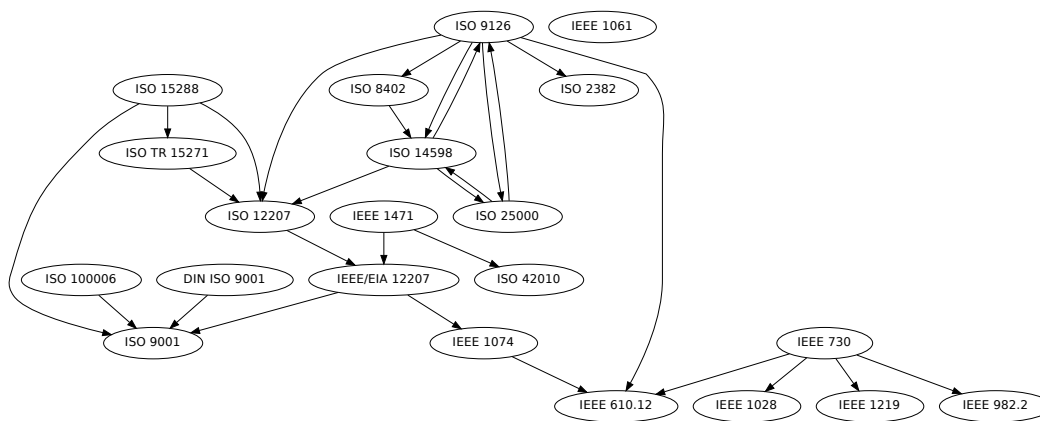 ISO 9126
IEEE 1061
ISO 15288
ISO 8402
ISO 2382
ISO TR 15271
ISO 14598
ISO 12207
IEEE 1471
ISO 25000
ISO 100006
DIN ISO 9001
IEEE/EIA 12207
ISO 42010
ISO 9001
IEEE 1074
IEEE 730
IEEE 610.12
IEEE 1028
IEEE 1219
IEEE 982.2